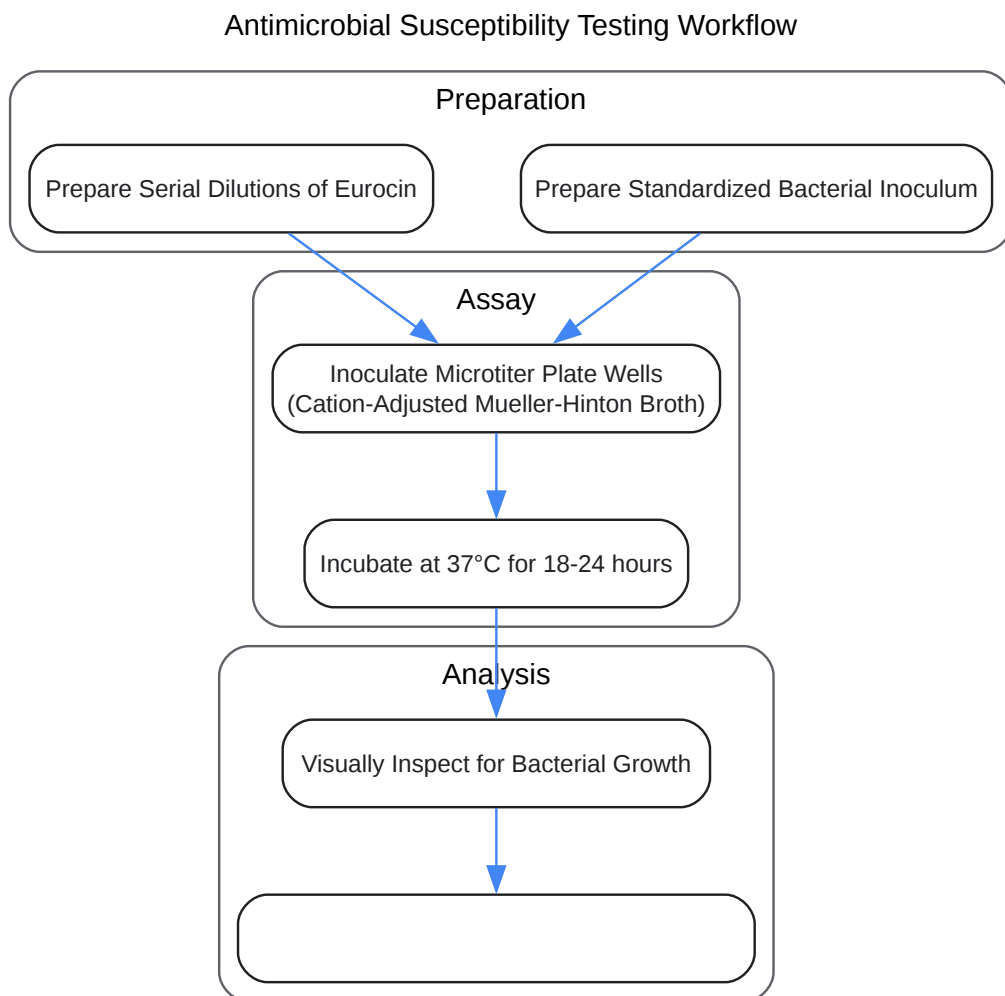 Antimicrobial Susceptibility Testing Workflow
Preparation
Prepare Serial Dilutions of Eurocin
Prepare Standardized Bacterial Inoculum
Assay
Inoculate Microtiter Plate Wells
(Cation-Adjusted Mueller-Hinton Broth)
Incubate at 37°C for 18-24 hours
Analysis
Visually Inspect for Bacterial Growth